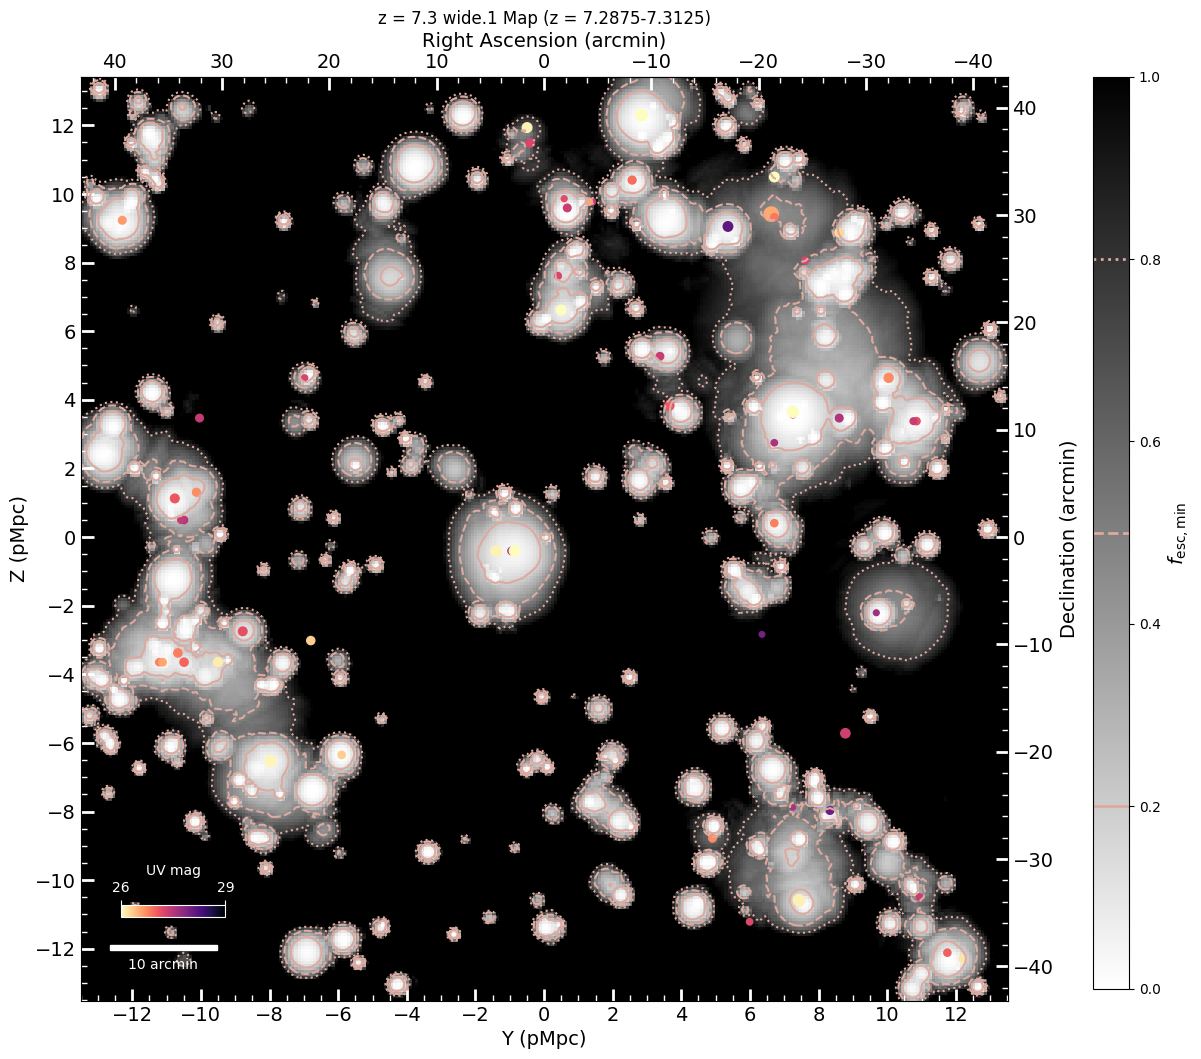 z = 7.3 wide.1 Map (z = 7.2875-7.3125)
Right Ascension (arcmin)
40 30 20 10 0 −10 −20 −30 −40
1.0
12 40
10 30
8 0.8
6 20
4 10
2 0.6
0 0
Z (pMpc)
Declination (arcmin)
f_esc,min
−2 −10
−4 0.4
−6 −20
−8 0.2
−10 −30
−12 −40
UV mag
26 29
10 arcmin
0.0
−12 −10 −8 −6 −4 −2 0 2 4 6 8 10 12
Y (pMpc)